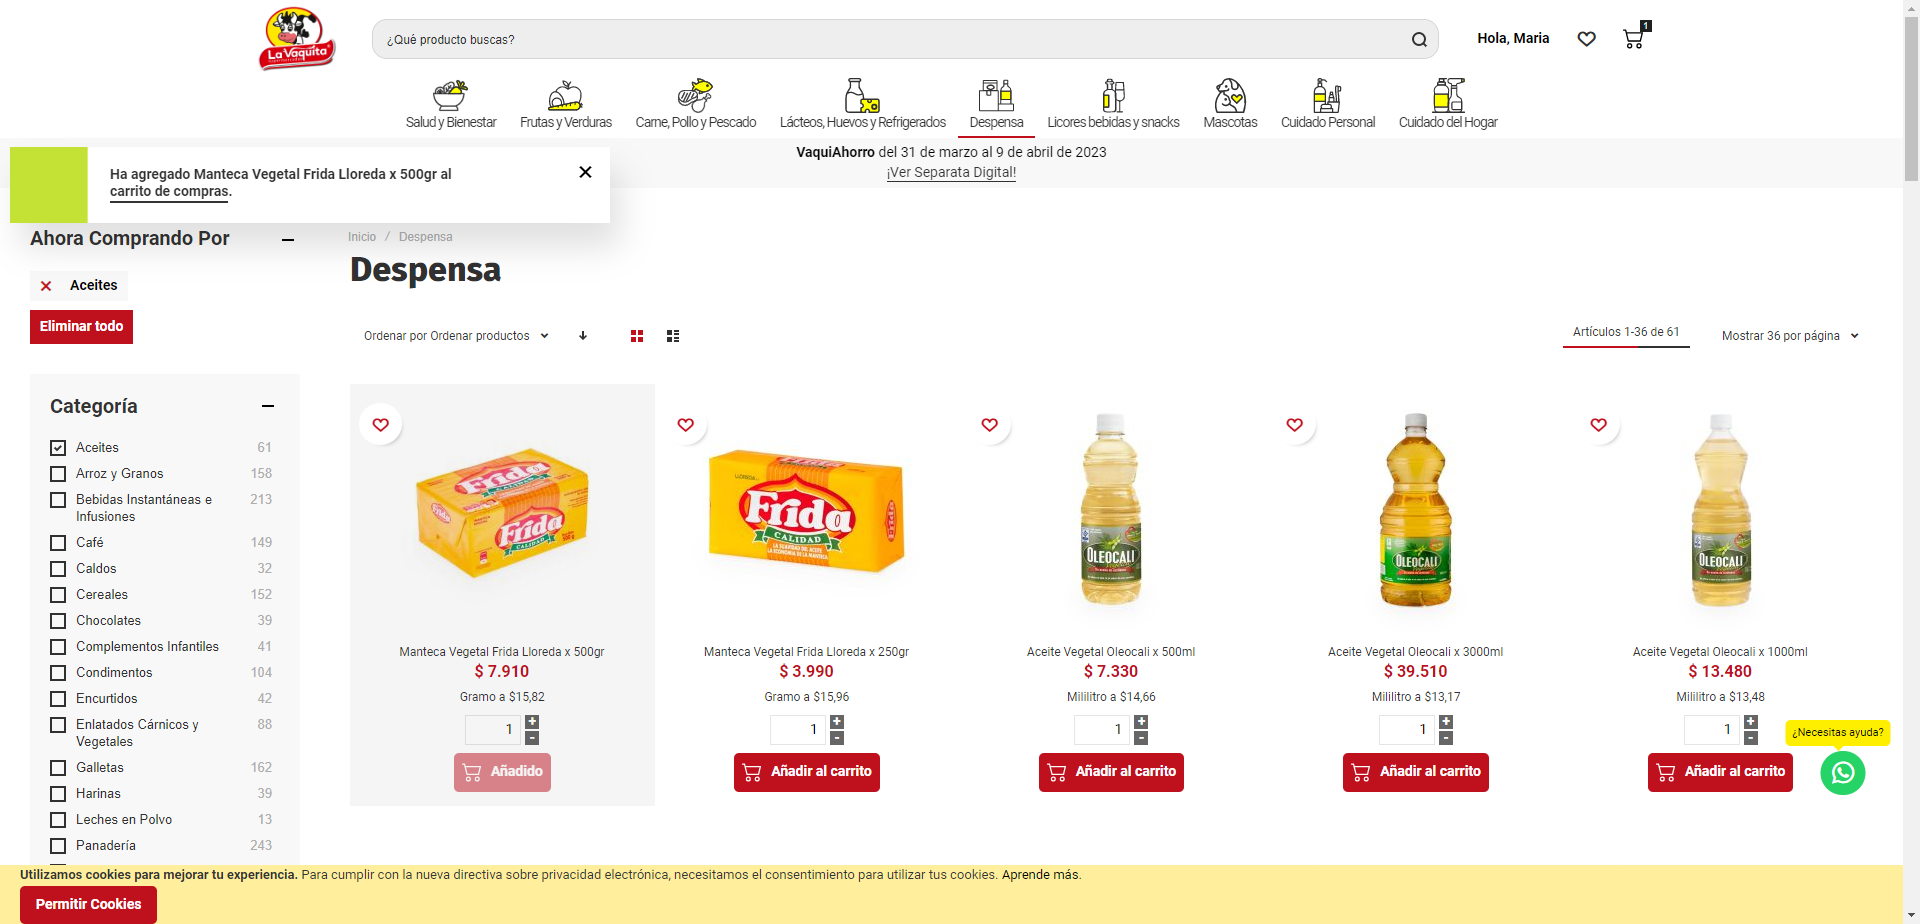 La Vaquita
¿Qué producto buscas?
Hola, Maria
1
Salud y Bienestar
Frutas y Verduras
Carne, Pollo y Pescado
Lácteos, Huevos y Refrigerados
Despensa
Licores bebidas y snacks
Mascotas
Cuidado Personal
Cuidado del Hogar
VaquiAhorro del 31 de marzo al 9 de abril de 2023
¡Ver Separata Digital!
Ha agregado Manteca Vegetal Frida Lloreda x 500gr al
carrito de compras.
Ahora Comprando Por
Aceites
Eliminar todo
Inicio / Despensa
Despensa
Ordenar por Ordenar productos
Artículos 1-36 de 61
Mostrar 36 por página
Categoría
Aceites 61
Arroz y Granos 158
Bebidas Instantáneas e 213
Infusiones
Café 149
Caldos 32
Cereales 152
Chocolates 39
Complementos Infantiles 41
Condimentos 104
Encurtidos 42
Enlatados Cárnicos y 88
Vegetales
Galletas 162
Harinas 39
Leches en Polvo 13
Panadería 243
Frida
Frida
Manteca Vegetal Frida Lloreda x 500gr
$ 7.910
Gramo a $15,82
1
+
-
Añadido
Frida
CALIDAD
Manteca Vegetal Frida Lloreda x 250gr
$ 3.990
Gramo a $15,96
1
+
-
Añadir al carrito
OLEOCALI
Aceite Vegetal Oleocali x 500ml
$ 7.330
Mililitro a $14,66
1
+
-
Añadir al carrito
OLEOCALI
Aceite Vegetal Oleocali x 3000ml
$ 39.510
Mililitro a $13,17
1
+
-
Añadir al carrito
OLEOCALI
Aceite Vegetal Oleocali x 1000ml
$ 13.480
Mililitro a $13,48
1
+
-
Añadir al carrito
¿Necesitas ayuda?
Utilizamos cookies para mejorar tu experiencia. Para cumplir con la nueva directiva sobre privacidad electrónica, necesitamos el consentimiento para utilizar tus cookies. Aprende más.
Permitir Cookies